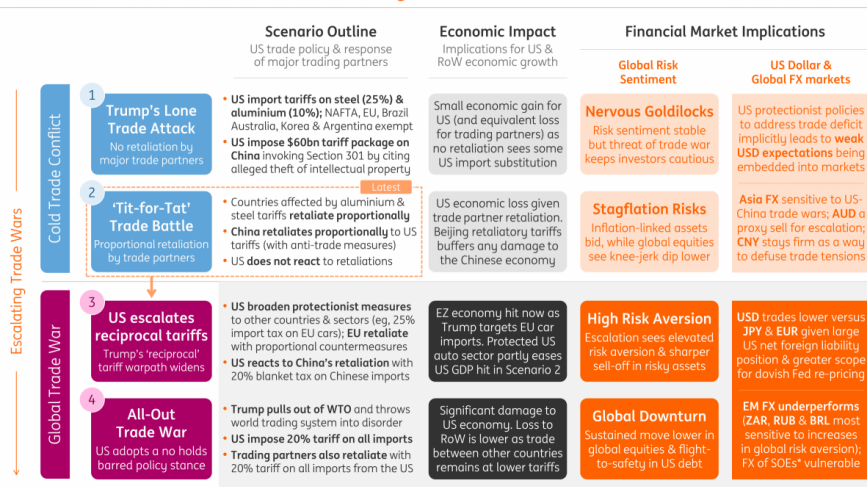 Scenario Outline
US trade policy & response
of major trading partners
Economic Impact
Implications for US &
RoW economic growth
Financial Market Implications
Global Risk
Sentiment
US Dollar &
Global FX markets
Escalating Trade Wars
Cold Trade Conflict
1
Trump's Lone
Trade Attack
No retaliation by
major trade partners
• US import tariffs on steel (25%) &
aluminium (10%); NAFTA, EU, Brazil
Australia, Korea & Argentina exempt
• US impose $60bn tariff package on
China invoking Section 301 by citing
alleged theft of intellectual property
Small economic gain for
US (and equivalent loss
for trading partners) as
no retaliation sees some
US import substitution
Nervous Goldilocks
Risk sentiment stable
but threat of trade war
keeps investors cautious
US protectionist policies
to address trade deficit
implicitly leads to weak
USD expectations being
embedded into markets
Latest
2
'Tit-for-Tat'
Trade Battle
Proportional retaliation
by trade partners
• Countries affected by aluminium &
steel tariffs retaliate proportionally
• China retaliates proportionally to US
tariffs (with anti-trade measures)
• US does not react to retaliations
US economic loss given
trade partner retaliation.
Beijing retaliatory tariffs
buffers any damage to
the Chinese economy
Stagflation Risks
Inflation-linked assets
bid, while global equities
see knee-jerk dip lower
Asia FX sensitive to US-
China trade wars; AUD a
proxy sell for escalation;
CNY stays firm as a way
to defuse trade tensions
Global Trade War
3
US escalates
reciprocal tariffs
Trump's 'reciprocal'
tariff warpath widens
• US broaden protectionist measures
to other countries & sectors (eg, 25%
import tax on EU cars); EU retaliate
with proportional countermeasures
• US reacts to China's retaliation with
20% blanket tax on Chinese imports
EZ economy hit now as
Trump targets EU car
imports. Protected US
auto sector partly eases
US GDP hit in Scenario 2
High Risk Aversion
Escalation sees elevated
risk aversion & sharper
sell-off in risky assets
USD trades lower versus
JPY & EUR given large
US net foreign liability
position & greater scope
for dovish Fed re-pricing
4
All-Out
Trade War
US adopts a no holds
barred policy stance
• Trump pulls out of WTO and throws
world trading system into disorder
• US impose 20% tariff on all imports
• Trading partners also retaliate with
20% tariff on all imports from the US
Significant damage to
US economy. Loss to
RoW is lower as trade
between other countries
remains at lower tariffs
Global Downturn
Sustained move lower in
global equities & flight-
to-safety in US debt
EM FX underperforms
(ZAR, RUB & BRL most
sensitive to increases
in global risk aversion);
FX of SOEs* vulnerable